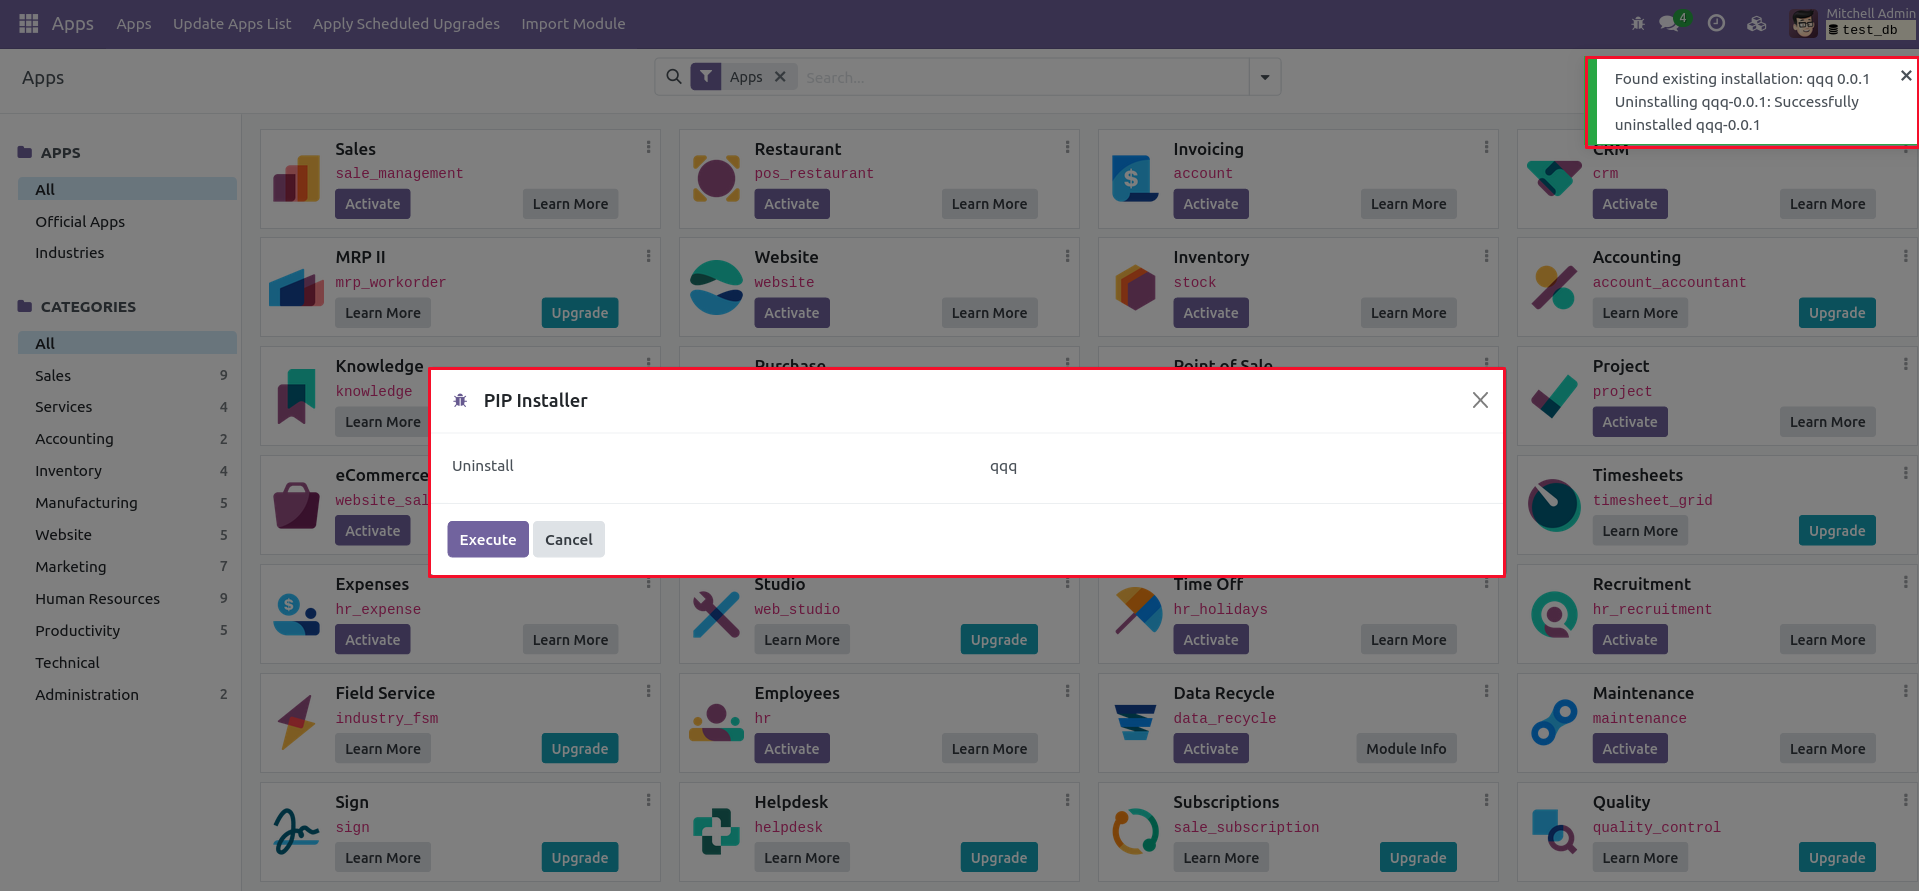 Apps Apps Update Apps List Apply Scheduled Upgrades Import Module 4 Mitchell Admin
test_db
Apps
Apps Search...
Found existing installation: qqq 0.0.1
Uninstalling qqq-0.0.1: Successfully
uninstalled qqq-0.0.1
APPS
All
Official Apps
Industries
CATEGORIES
All
Sales 9
Services 4
Accounting 2
Inventory 4
Manufacturing 5
Website 5
Marketing 7
Human Resources 9
Productivity 5
Technical
Administration 2
Sales
sale_management
Activate Learn More
Restaurant
pos_restaurant
Activate Learn More
Invoicing
account
Activate Learn More
CRM
crm
Activate Learn More
MRP II
mrp_workorder
Learn More Upgrade
Website
website
Activate Learn More
Inventory
stock
Activate Learn More
Accounting
account_accountant
Learn More Upgrade
Knowledge
knowledge
Learn More
Purchase
Point of Sale
Project
project
Activate Learn More
PIP Installer
Uninstall qqq
Execute Cancel
eCommerce
website_sal
Activate
Timesheets
timesheet_grid
Learn More Upgrade
Expenses
hr_expense
Activate Learn More
Studio
web_studio
Learn More Upgrade
Time Off
hr_holidays
Activate Learn More
Recruitment
hr_recruitment
Activate Learn More
Field Service
industry_fsm
Learn More Upgrade
Employees
hr
Activate Learn More
Data Recycle
data_recycle
Activate Module Info
Maintenance
maintenance
Activate Learn More
Sign
sign
Learn More Upgrade
Helpdesk
helpdesk
Learn More Upgrade
Subscriptions
sale_subscription
Learn More Upgrade
Quality
quality_control
Learn More Upgrade